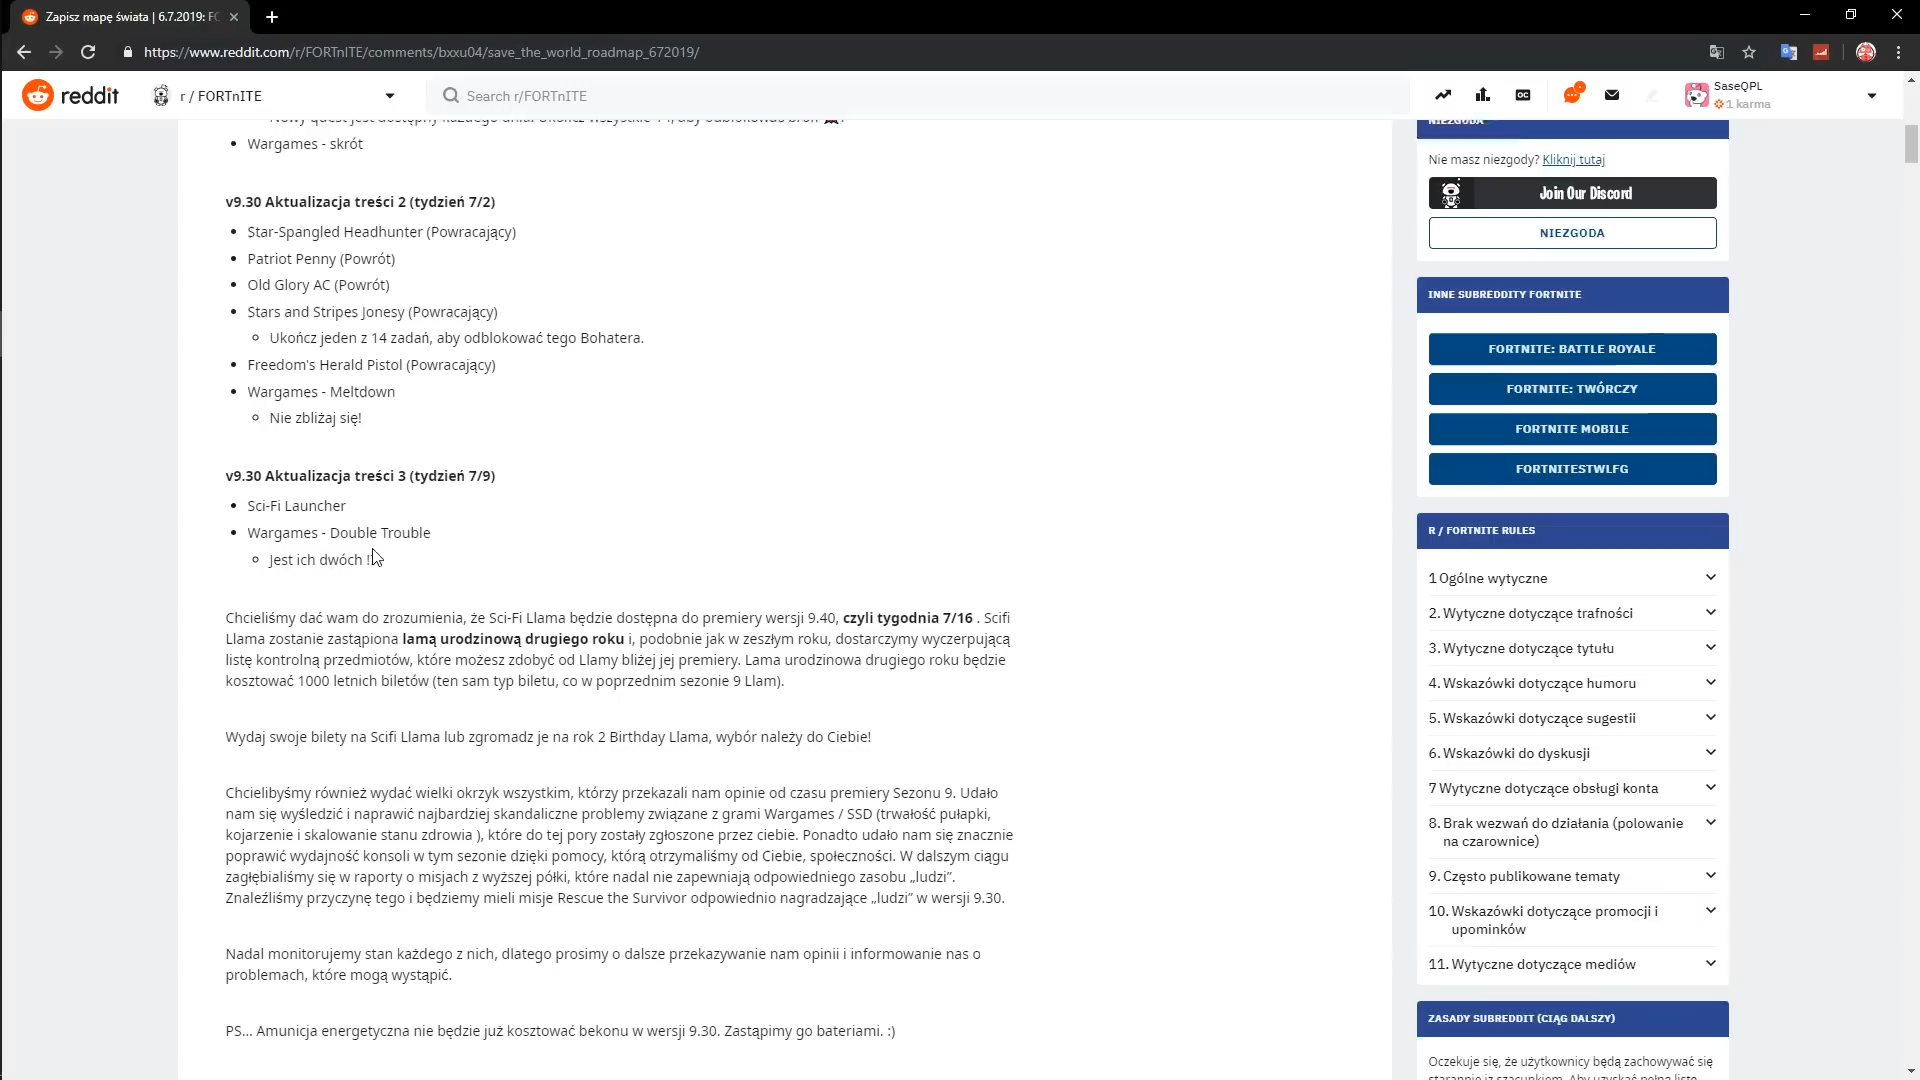 Zapisz mapę świata | 6.7.2019: FO
https://www.reddit.com/r/FORTnITE/comments/bxxu04/save_the_world_roadmap_672019/
reddit
r / FORTnITE
Search r/FORTnITE
SaseQPL
1 karma
Wargames - skrót
v9.30 Aktualizacja treści 2 (tydzień 7/2)
Star-Spangled Headhunter (Powracający)
Patriot Penny (Powrót)
Old Glory AC (Powrót)
Stars and Stripes Jonesy (Powracający)
Ukończ jeden z 14 zadań, aby odblokować tego Bohatera.
Freedom's Herald Pistol (Powracający)
Wargames - Meltdown
Nie zbliżaj się!
v9.30 Aktualizacja treści 3 (tydzień 7/9)
Sci-Fi Launcher
Wargames - Double Trouble
Jest ich dwóch !
Chcieliśmy dać wam do zrozumienia, że Sci-Fi Llama będzie dostępna do premiery wersji 9.40, czyli tygodnia 7/16 . Scifi
Llama zostanie zastąpiona lamą urodzinową drugiego roku i, podobnie jak w zeszłym roku, dostarczymy wyczerpującą
listę kontrolną przedmiotów, które możesz zdobyć od Llamy bliżej jej premiery. Lama urodzinowa drugiego roku będzie
kosztować 1000 letnich biletów (ten sam typ biletu, co w poprzednim sezonie 9 Llam).
Wydaj swoje bilety na Scifi Llama lub zgromadz je na rok 2 Birthday Llama, wybór należy do Ciebie!
Chcielibyśmy również wydać wielki okrzyk wszystkim, którzy przekazali nam opinie od czasu premiery Sezonu 9. Udało
nam się wyśledzić i naprawić najbardziej skandaliczne problemy związane z grami Wargames / SSD (trwałość pułapki,
kojarzenie i skalowanie stanu zdrowia ), które do tej pory zostały zgłoszone przez ciebie. Ponadto udało nam się znacznie
poprawić wydajność konsoli w tym sezonie dzięki pomocy, którą otrzymaliśmy od Ciebie, społeczności. W dalszym ciągu
zagłębialiśmy się w raporty o misjach z wyższej półki, które nadal nie zapewniają odpowiedniego zasobu „ludzi”.
Znaleźliśmy przyczynę tego i będziemy mieli misje Rescue the Survivor odpowiednio nagradzające „ludzi” w wersji 9.30.
Nadal monitorujemy stan każdego z nich, dlatego prosimy o dalsze przekazywanie nam opinii i informowanie nas o
problemach, które mogą wystąpić.
PS... Amunicja energetyczna nie będzie już kosztować bekonu w wersji 9.30. Zastąpimy go bateriami. :)
NIEZGODA
Nie masz niezgody? Kliknij tutaj
Join Our Discord
NIEZGODA
INNE SUBREDDITY FORTNITE
FORTNITE: BATTLE ROYALE
FORTNITE: TWÓRCZY
FORTNITE MOBILE
FORTNITESTWLFG
R / FORTNITE RULES
1 Ogólne wytyczne
2. Wytyczne dotyczące trafności
3. Wytyczne dotyczące tytułu
4. Wskazówki dotyczące humoru
5. Wskazówki dotyczące sugestii
6. Wskazówki do dyskusji
7 Wytyczne dotyczące obsługi konta
8. Brak wezwań do działania (polowanie
na czarownice)
9. Często publikowane tematy
10. Wskazówki dotyczące promocji i
upominków
11. Wytyczne dotyczące mediów
ZASADY SUBREDDIT (CIĄG DALSZY)
Oczekuje się, że użytkownicy będą zachowywać się